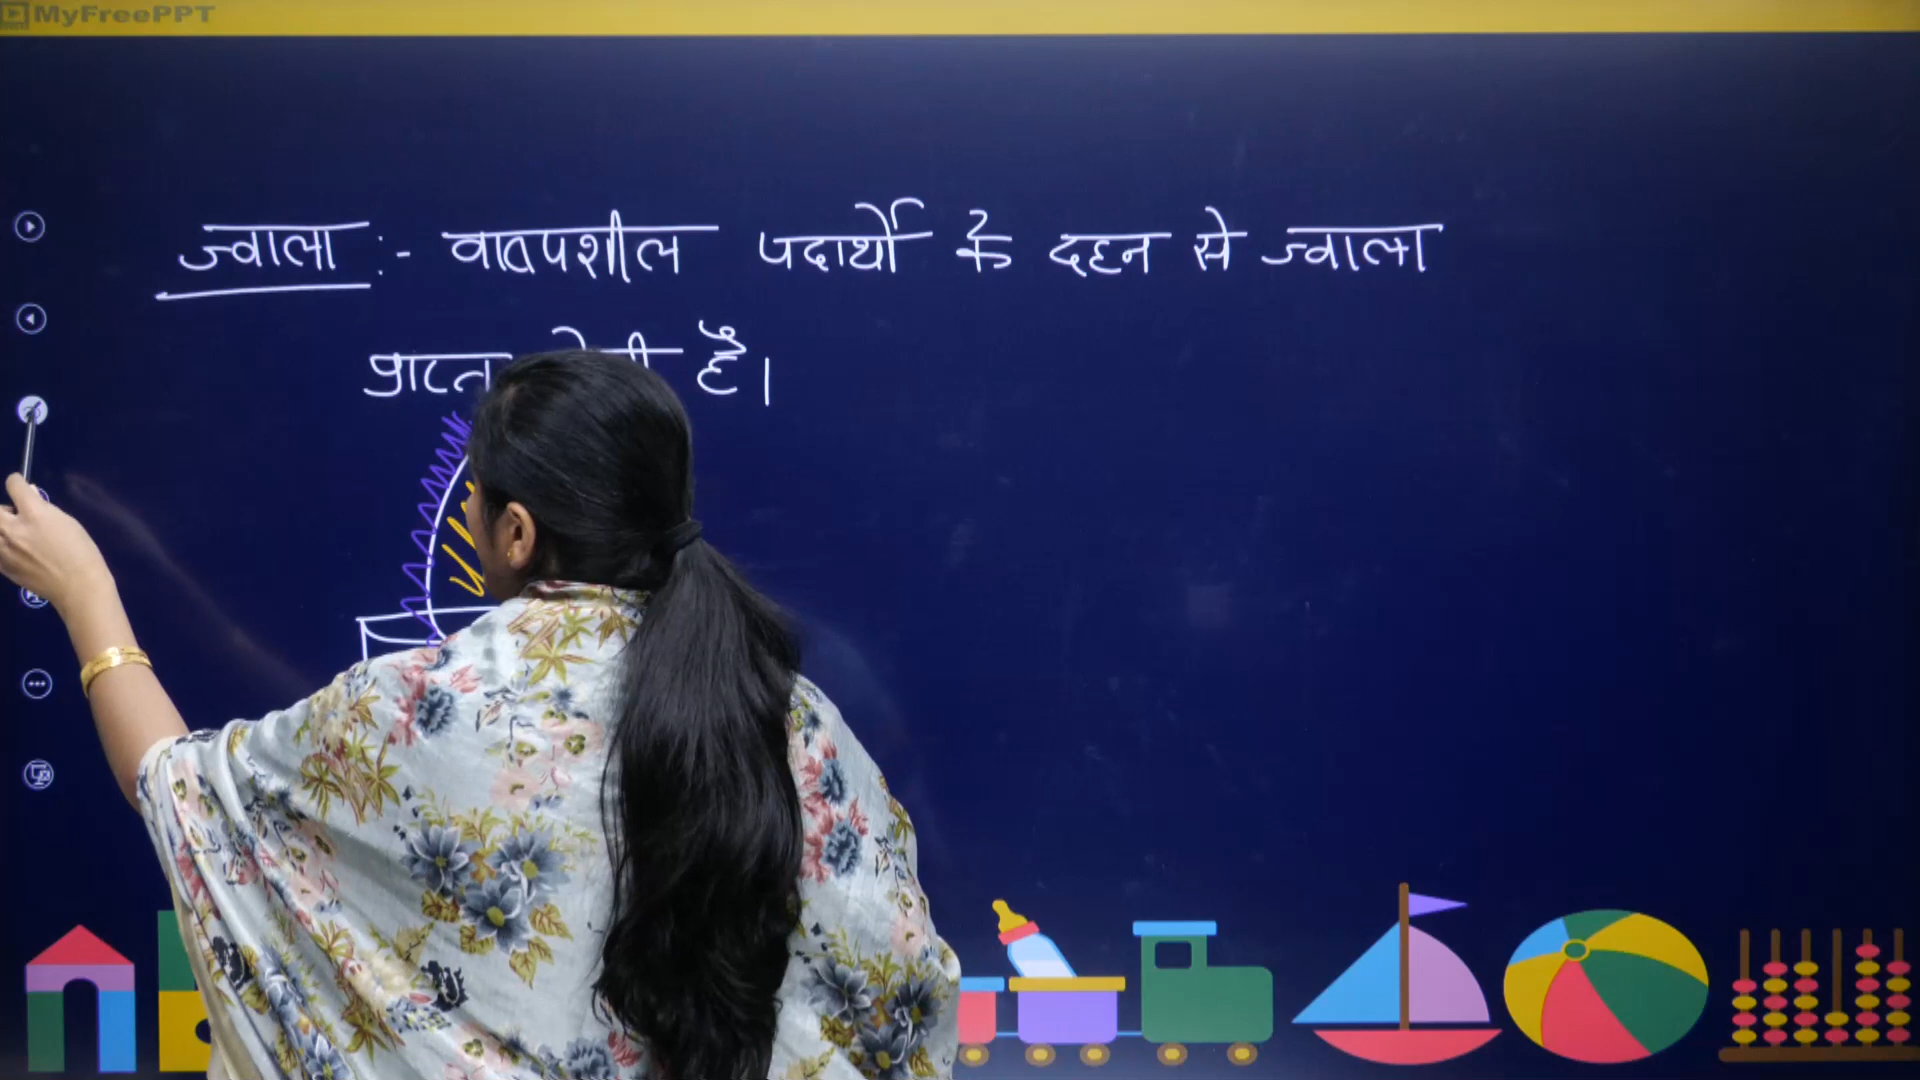 MyFreePPT
ज्वाला :- वाष्पशील पदार्थों के दहन से ज्वाला
है।